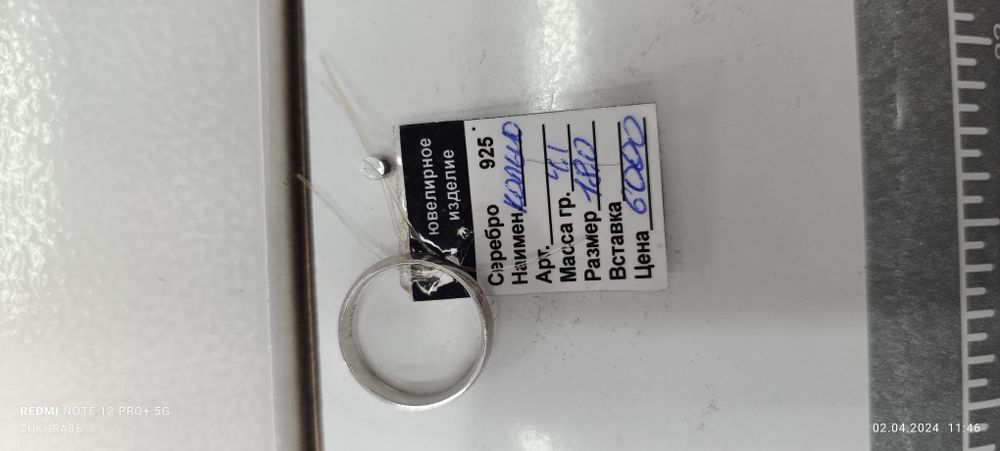 ювелирное
изделие
Серебро 925
Наимен. кольцо
Арт.
Масса гр. 4,1
Размер 18,0
Вставка
Цена 6000
REDMI NOTE 12 PRO+ 5G
ZUKHRA86
02.04.2024 11:46